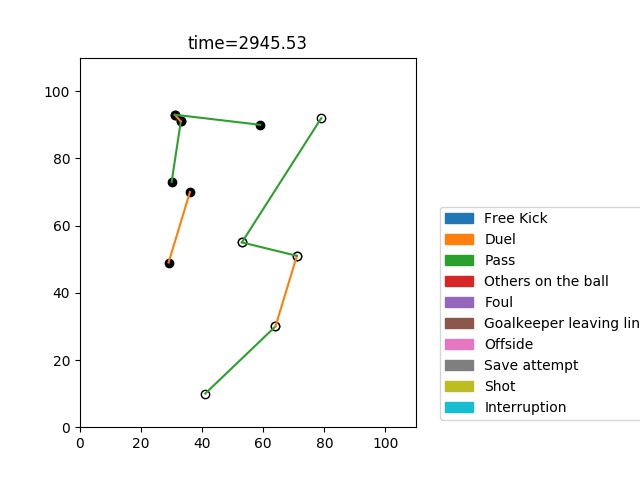 time=2945.53
100
80
60
40
20
0
0 20 40 60 80 100
Free Kick
Duel
Pass
Others on the ball
Foul
Goalkeeper leaving lin
Offside
Save attempt
Shot
Interruption